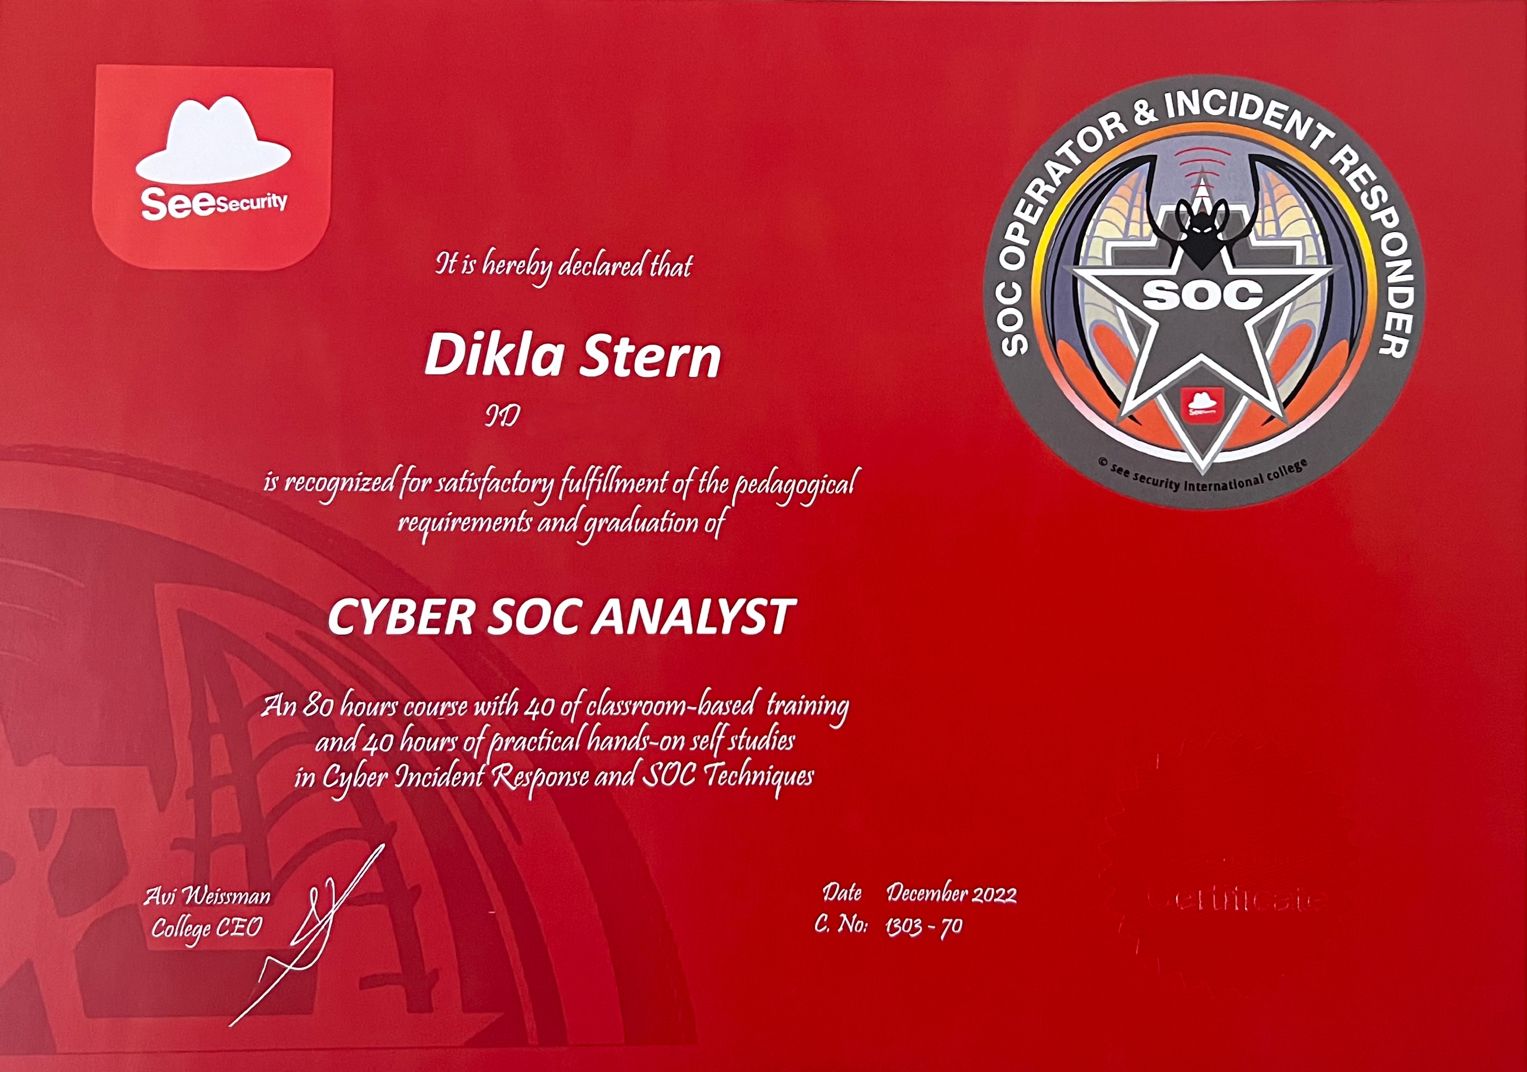 SeeSecurity
SOC OPERATOR & INCIDENT RESPONDER
SOC
© see security international college
It is hereby declared that
Dikla Stern
ID
is recognized for satisfactory fulfillment of the pedagogical
requirements and graduation of
CYBER SOC ANALYST
An 80 hours course with 40 of classroom-based training
and 40 hours of practical hands-on self studies
in Cyber Incident Response and SOC Techniques
Avi Weissman
College CEO
Date December 2022
C. No: 1303 - 70
Certificate